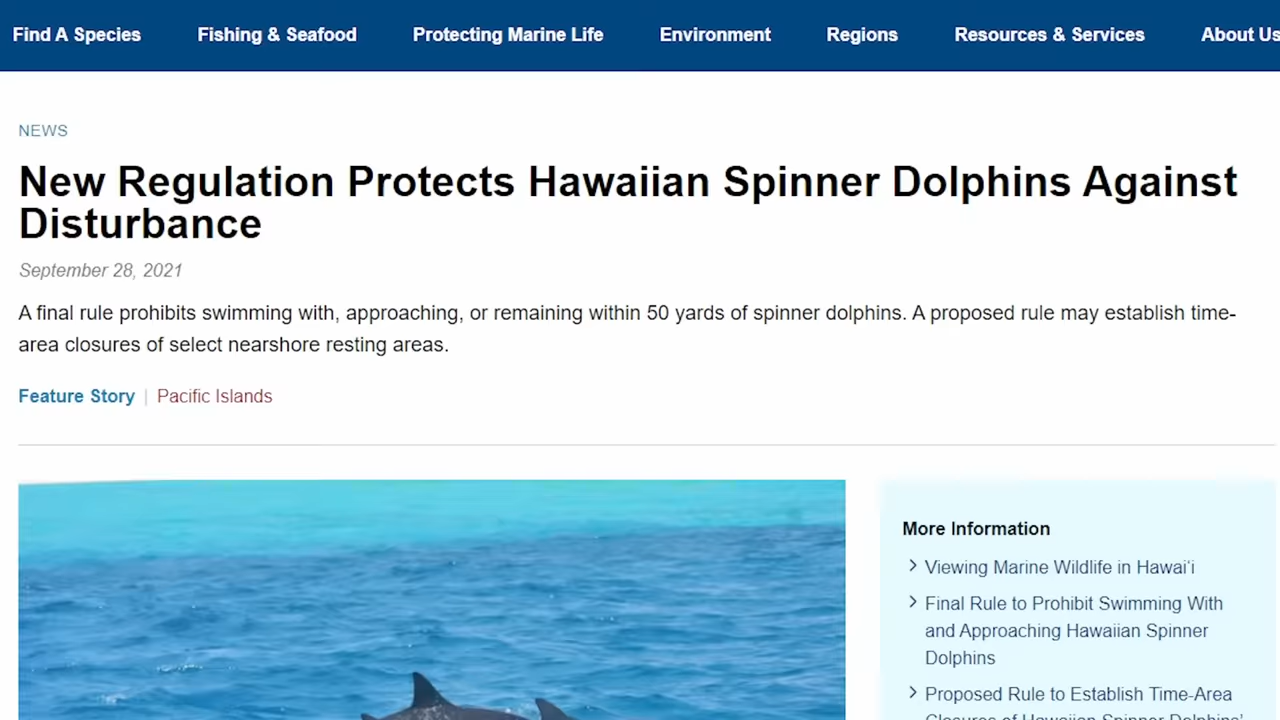 Find A Species Fishing & Seafood Protecting Marine Life Environment Regions Resources & Services About Us
NEWS
New Regulation Protects Hawaiian Spinner Dolphins Against
Disturbance
September 28, 2021
A final rule prohibits swimming with, approaching, or remaining within 50 yards of spinner dolphins. A proposed rule may establish time-
area closures of select nearshore resting areas.
Feature Story | Pacific Islands
More Information
Viewing Marine Wildlife in Hawaiʻi
Final Rule to Prohibit Swimming With
and Approaching Hawaiian Spinner
Dolphins
Proposed Rule to Establish Time-Area
Closures of Hawaiian Spinner Dolphins'